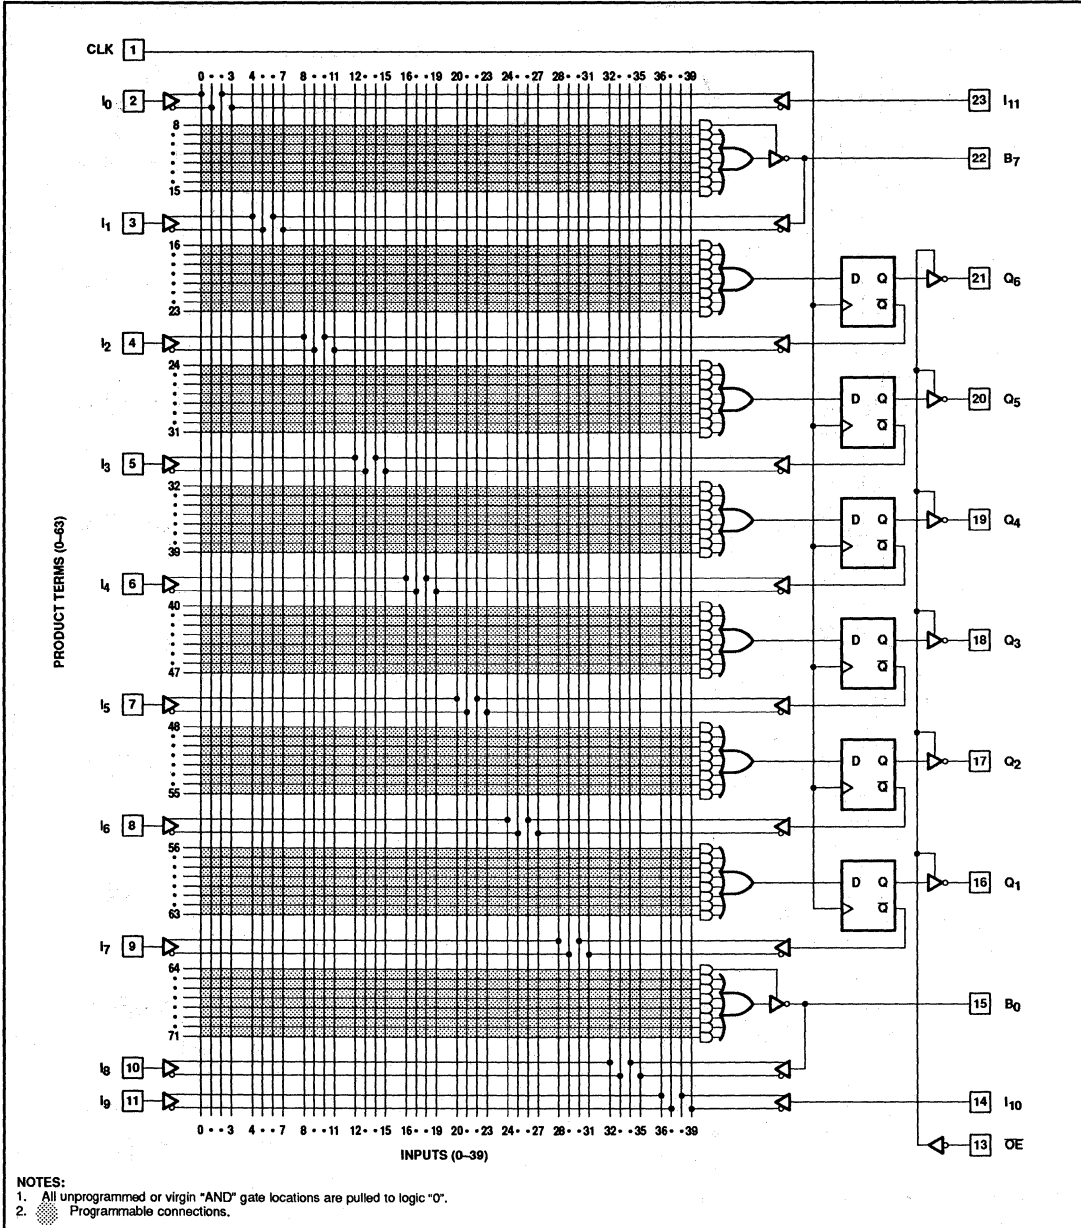 CLK 1
0 • • 3 4 • • 7 8 • • 11 12 • • 15 16 • • 19 20 • • 23 24 • • 27 28 • • 31 32 • • 35 36 • • 39
I0 2 23 I11
8
22 B7
15
I1 3
16
D Q 21 Q6
Q̅
23
I2 4
24
D Q 20 Q5
Q̅
31
I3 5
32
D Q 19 Q4
Q̅
39
I4 6
PRODUCT TERMS (0–63)
40
D Q 18 Q3
Q̅
47
I5 7
48
D Q 17 Q2
Q̅
55
I6 8
56
D Q 16 Q1
Q̅
63
I7 9
64
15 B0
71
I8 10
I9 11 14 I10
0 • • 3 4 • • 7 8 • • 11 12 • • 15 16 • • 19 20 • • 23 24 • • 27 28 • • 31 32 • • 35 36 • • 39
13 O̅E̅
INPUTS (0–39)
NOTES:
1. All unprogrammed or virgin "AND" gate locations are pulled to logic "0".
2. Programmable connections.